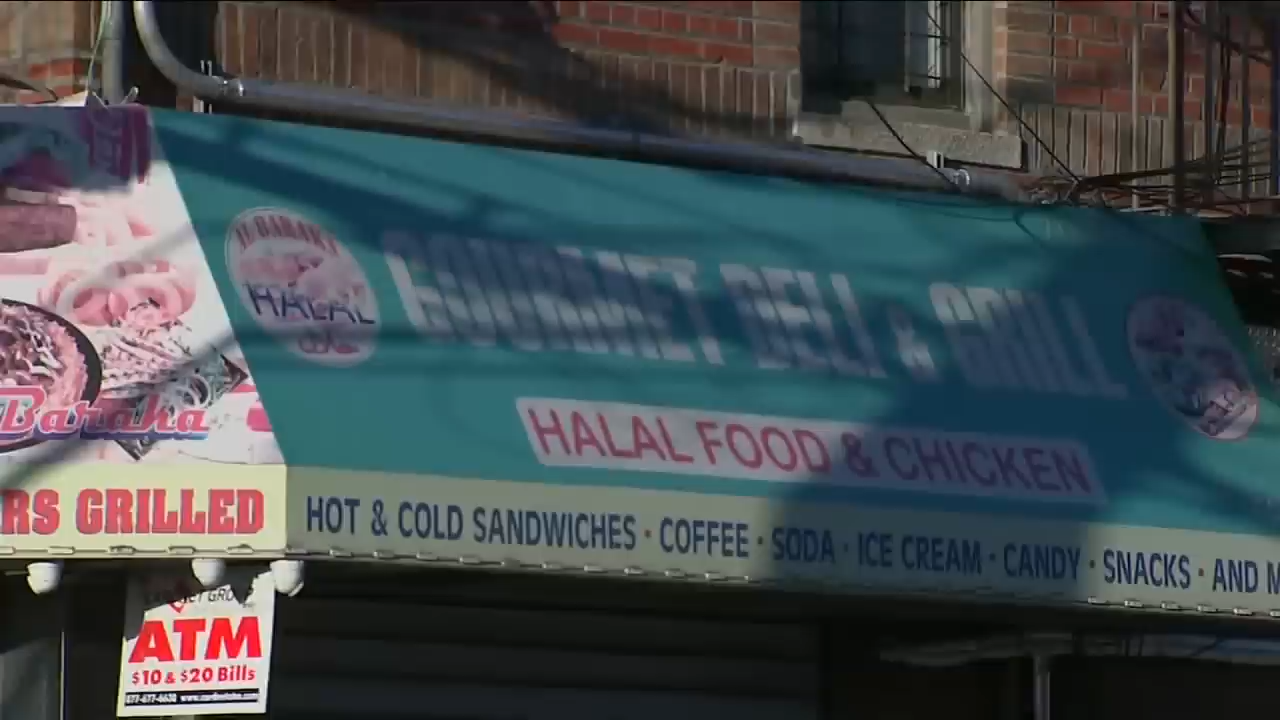 HALAL
GOURMET DELI & GRILL
Baraka
HALAL FOOD & CHICKEN
RS GRILLED
HOT & COLD SANDWICHES · COFFEE · SODA · ICE CREAM · CANDY · SNACKS · AND M
ATM
$10 & $20 Bills